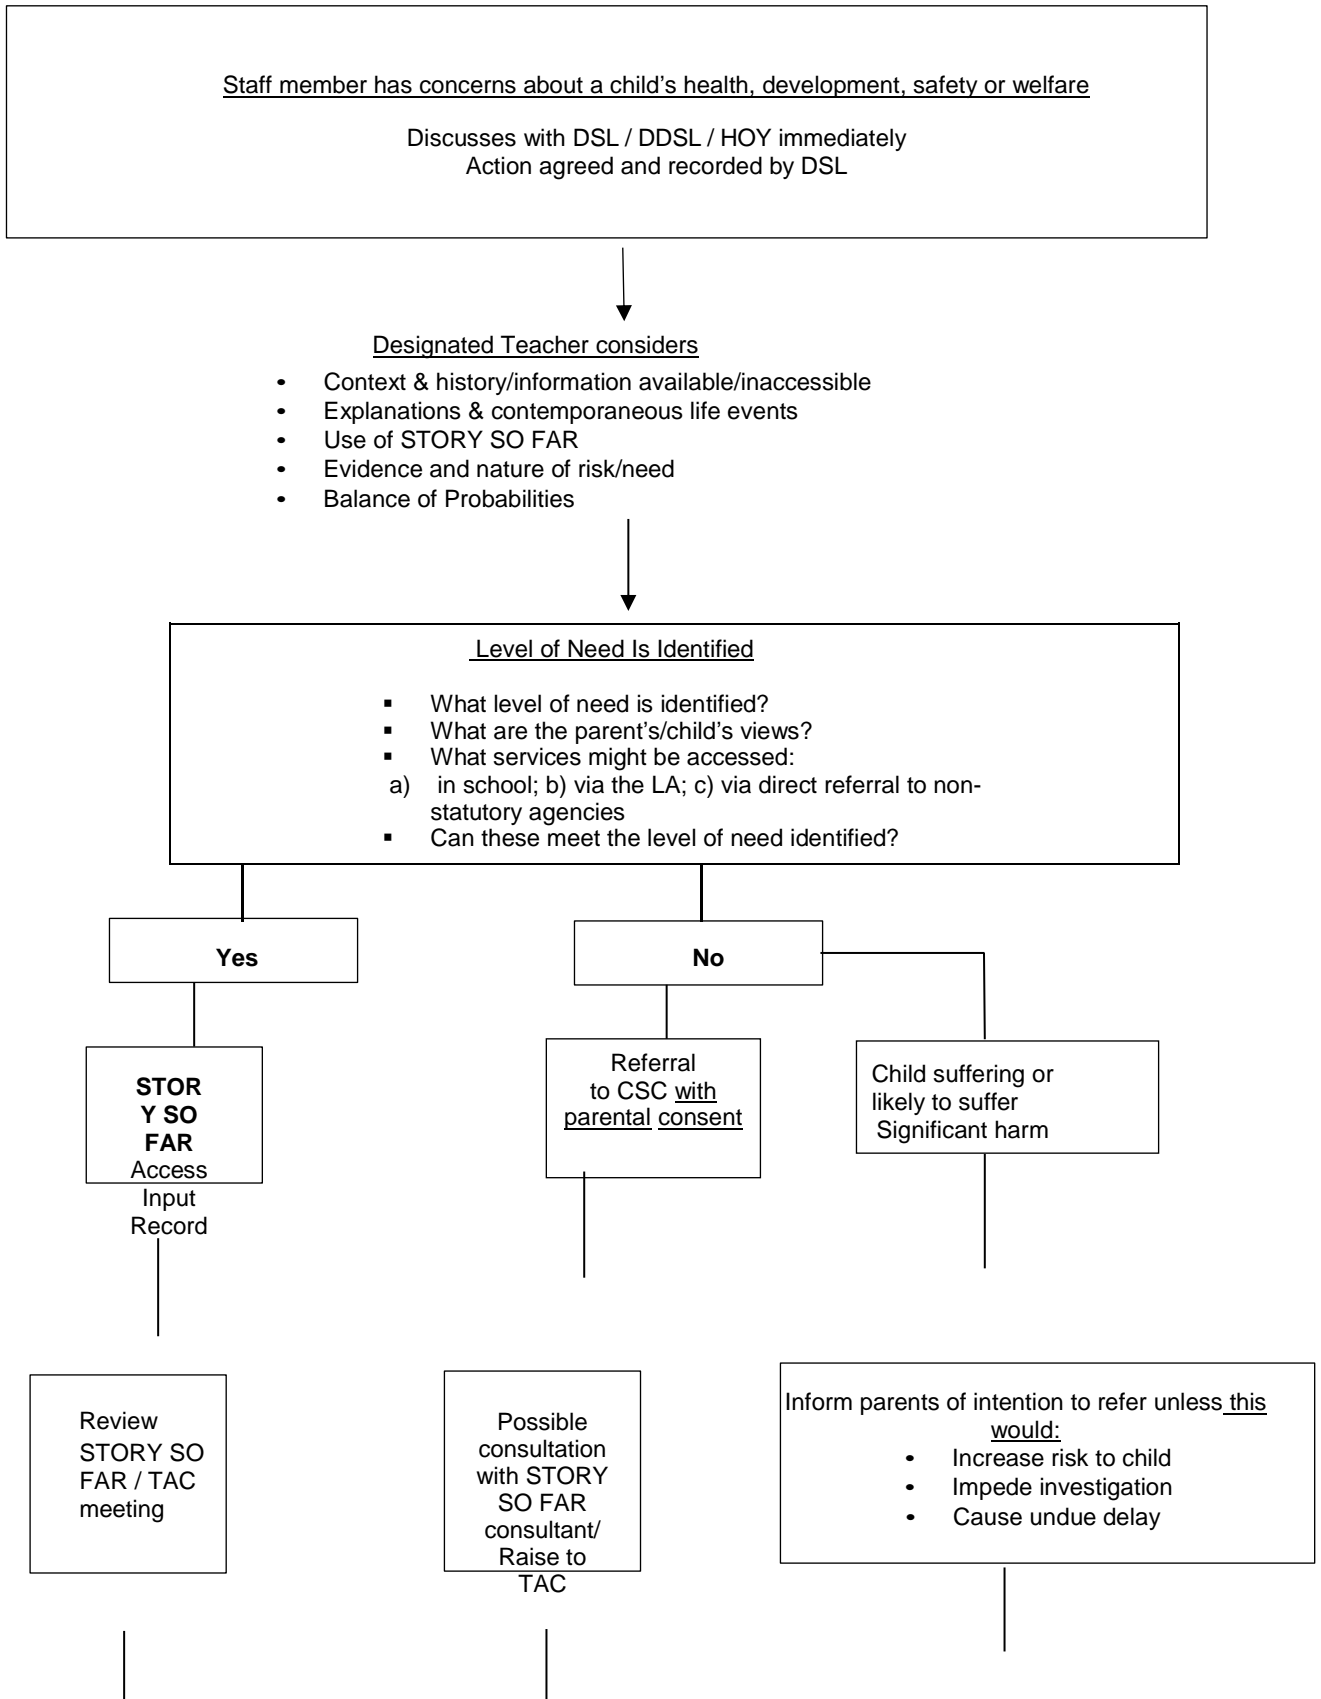 Staff member has concerns about a child’s health, development, safety or welfare
Discusses with DSL / DDSL / HOY immediately
Action agreed and recorded by DSL
Designated Teacher considers
• Context & history/information available/inaccessible
• Explanations & contemporaneous life events
• Use of STORY SO FAR
• Evidence and nature of risk/need
• Balance of Probabilities
Level of Need Is Identified
▪ What level of need is identified?
▪ What are the parent’s/child’s views?
▪ What services might be accessed:
a) in school; b) via the LA; c) via direct referral to non-
statutory agencies
▪ Can these meet the level of need identified?
Yes
No
STOR
Y SO
FAR
Access
Input
Record
Referral
to CSC with
parental consent
Child suffering or
likely to suffer
Significant harm
Review
STORY SO
FAR / TAC
meeting
Possible
consultation
with STORY
SO FAR
consultant/
Raise to
TAC
Inform parents of intention to refer unless this
would:
• Increase risk to child
• Impede investigation
• Cause undue delay